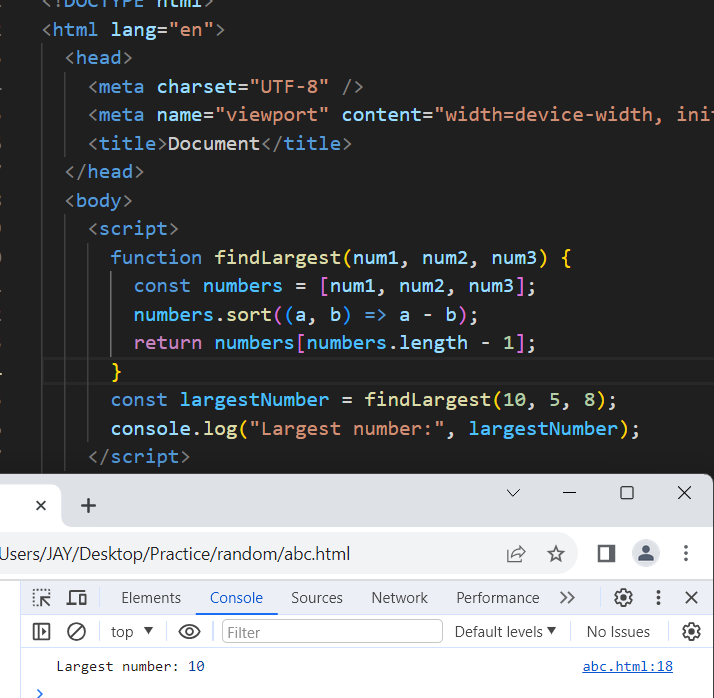 <!DOCTYPE html>
<html lang="en">
<head>
<meta charset="UTF-8" />
<meta name="viewport" content="width=device-width,
<title>Document</title>
</head>
<body>
<script>
function findLargest(num1, num2, num3) {
const numbers = [num1, num2, num3];
numbers.sort((a, b) => a - b);
return numbers[numbers.length - 1];
}
const largestNumber = findLargest(10, 5, 8);
console.log("Largest number:", largestNumber);
</script>
Users/JAY/Desktop/Practice/random/abc.html
Elements Console Sources Network Performance
top Filter Default levels No Issues
Largest number: 10 abc.html:18